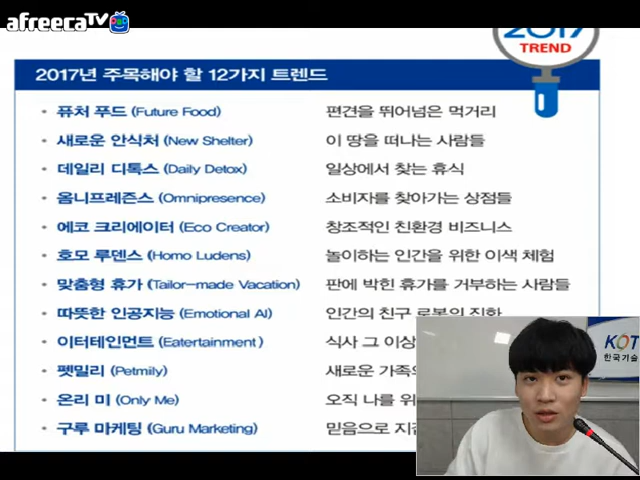 afreecaTV
2017
TREND
2017년 주목해야 할 12가지 트렌드
• 퓨처 푸드 (Future Food) 편견을 뛰어넘은 먹거리
• 새로운 안식처 (New Shelter) 이 땅을 떠나는 사람들
• 데일리 디톡스 (Daily Detox) 일상에서 찾는 휴식
• 옴니프레즌스 (Omnipresence) 소비자를 찾아가는 상점들
• 에코 크리에이터 (Eco Creator) 창조적인 친환경 비즈니스
• 호모 루덴스 (Homo Ludens) 놀이하는 인간을 위한 이색 체험
• 맞춤형 휴가 (Tailor-made Vacation) 판에 박힌 휴가를 거부하는 사람들
• 따뜻한 인공지능 (Emotional AI) 인간의 친구 로봇의 진화
• 이터테인먼트 (Eatertainment) 식사 그 이상
• 펫밀리 (Petmily) 새로운 가족
• 온리 미 (Only Me) 오직 나를 위
• 구루 마케팅 (Guru Marketing) 믿음으로 지갑
KOT
한국기술